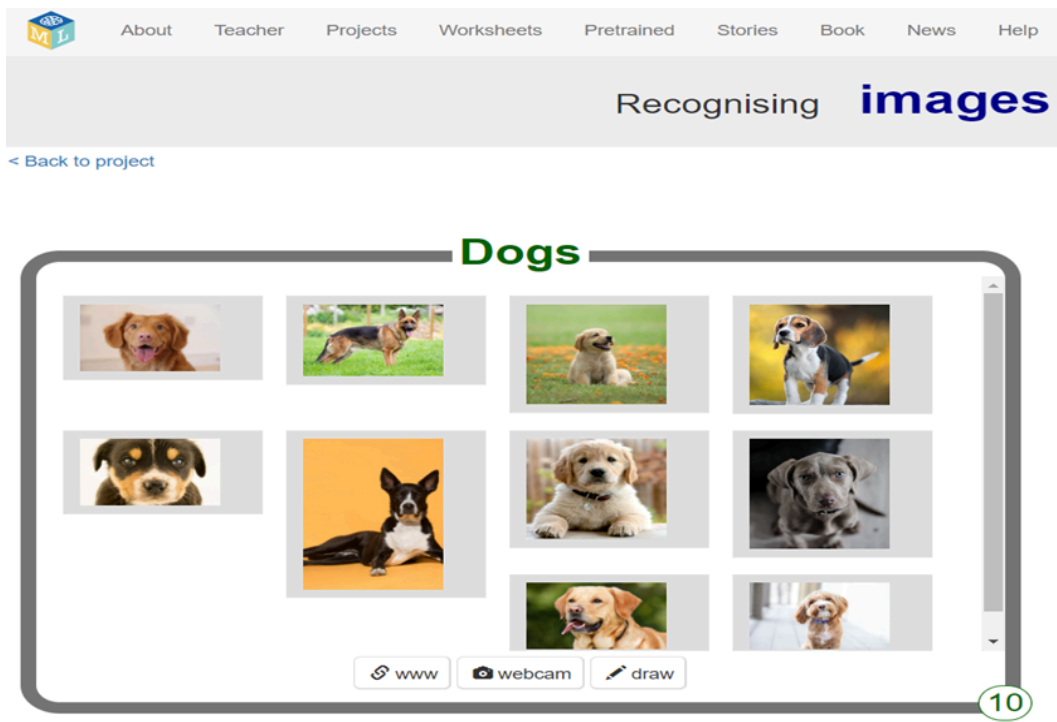 ML
About Teacher Projects Worksheets Pretrained Stories Book News Help
Recognising images
< Back to project
Dogs
www webcam draw
10